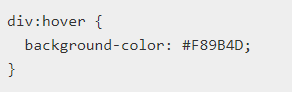 div:hover {
  background-color: #F89B4D;
}